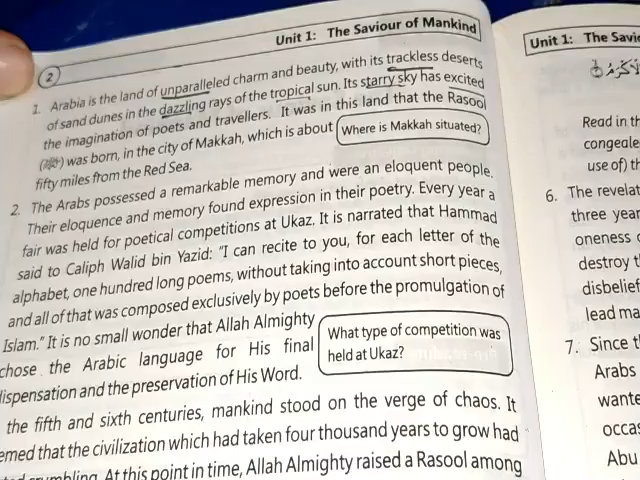 Unit 1: The Saviour of Mankind
2
1. Arabia is the land of unparalleled charm and beauty, with its trackless deserts
of sand dunes in the dazzling rays of the tropical sun. Its starry sky has excited
the imagination of poets and travellers. It was in this land that the Rasool
(ﷺ) was born, in the city of Makkah, which is about
fifty miles from the Red Sea.
Where is Makkah situated?
2. The Arabs possessed a remarkable memory and were an eloquent people.
Their eloquence and memory found expression in their poetry. Every year a
fair was held for poetical competitions at Ukaz. It is narrated that Hammad
said to Caliph Walid bin Yazid: "I can recite to you, for each letter of the
alphabet, one hundred long poems, without taking into account short pieces,
and all of that was composed exclusively by poets before the promulgation of
Islam." It is no small wonder that Allah Almighty
chose the Arabic language for His final
dispensation and the preservation of His Word.
What type of competition was
held at Ukaz?
the fifth and sixth centuries, mankind stood on the verge of chaos. It
emed that the civilization which had taken four thousand years to grow had
crumbling. At this point in time, Allah Almighty raised a Rasool among
Unit 1: The Savi
Read in th
congeale
use of) th
6. The revelat
three year
oneness o
destroy t
disbelief
lead ma
7. Since t
Arabs
wante
occas
Abu